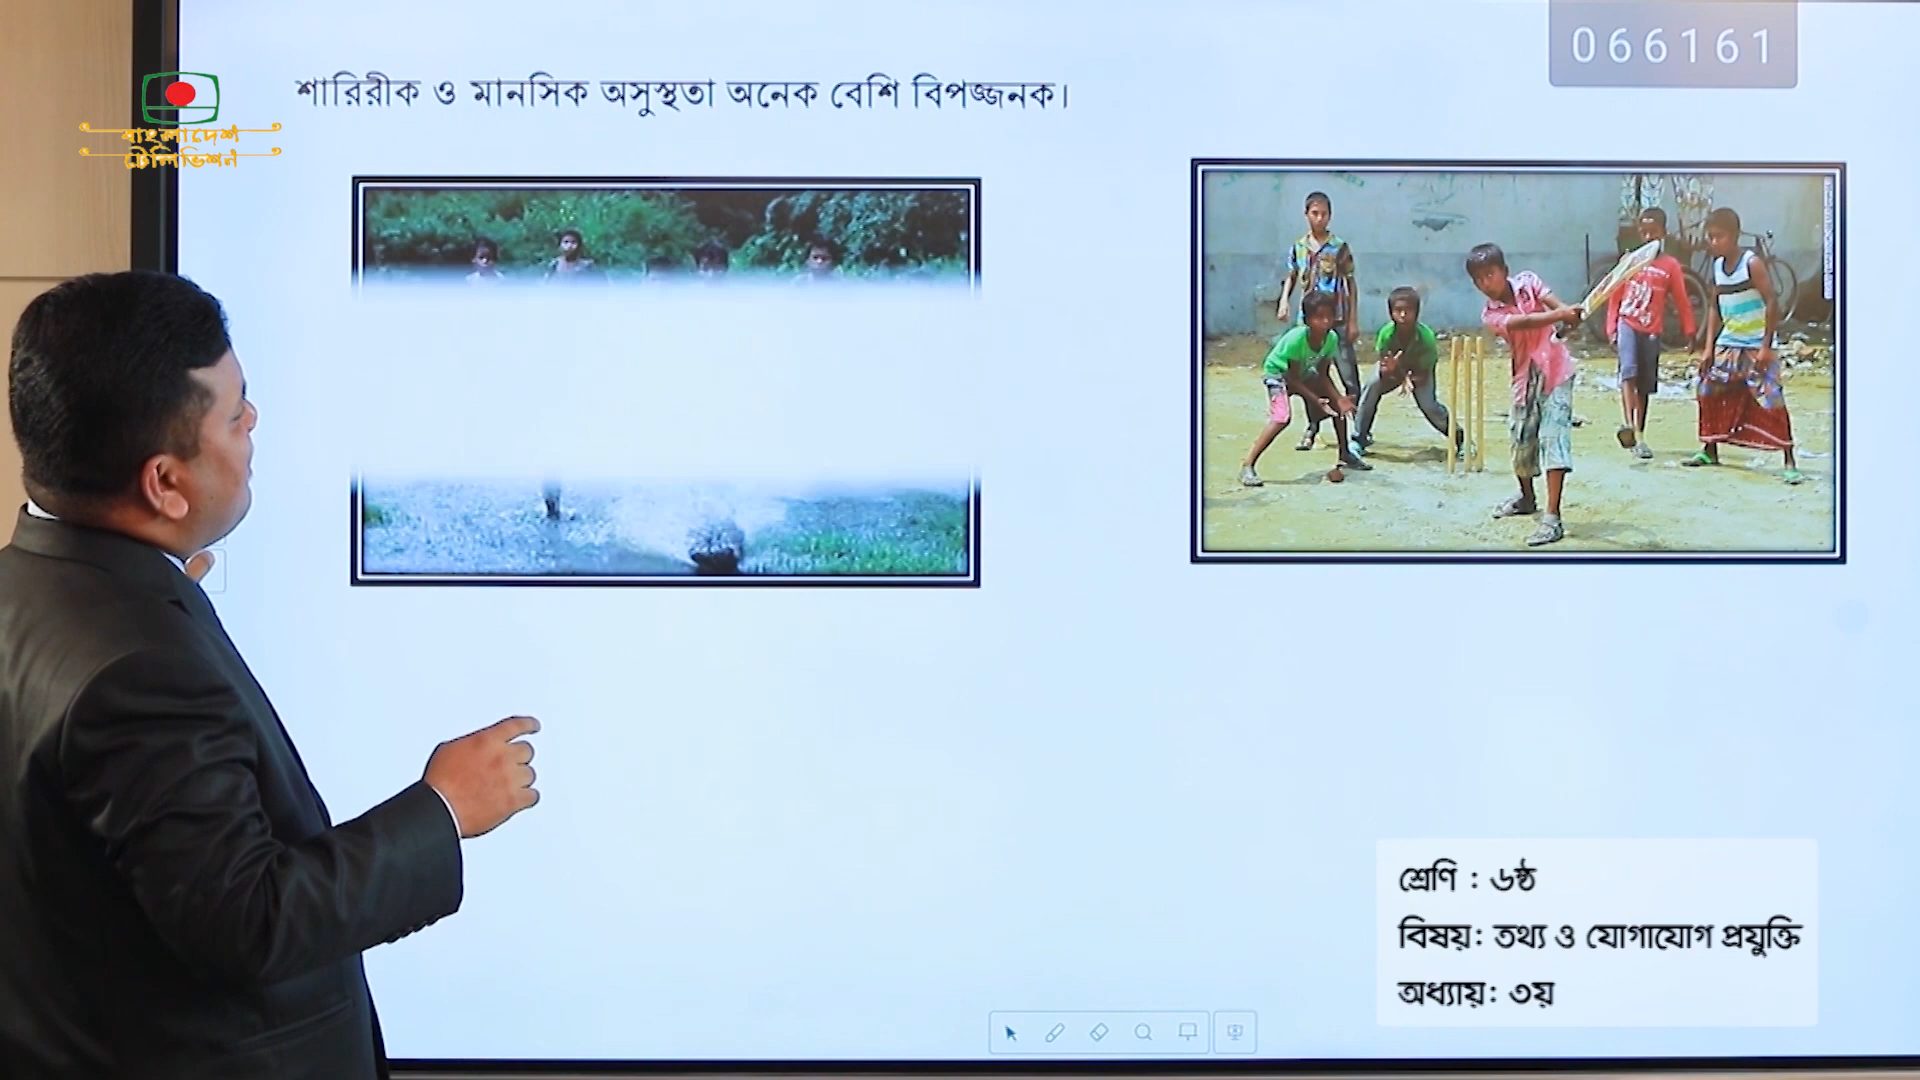 066161
শারিরীক ও মানসিক অসুস্থতা অনেক বেশি বিপজ্জনক।
বাংলাদেশ
টেলিভিশন
শ্রেণি : ৬ষ্ঠ
বিষয়: তথ্য ও যোগাযোগ প্রযুক্তি
অধ্যায়: ৩য়